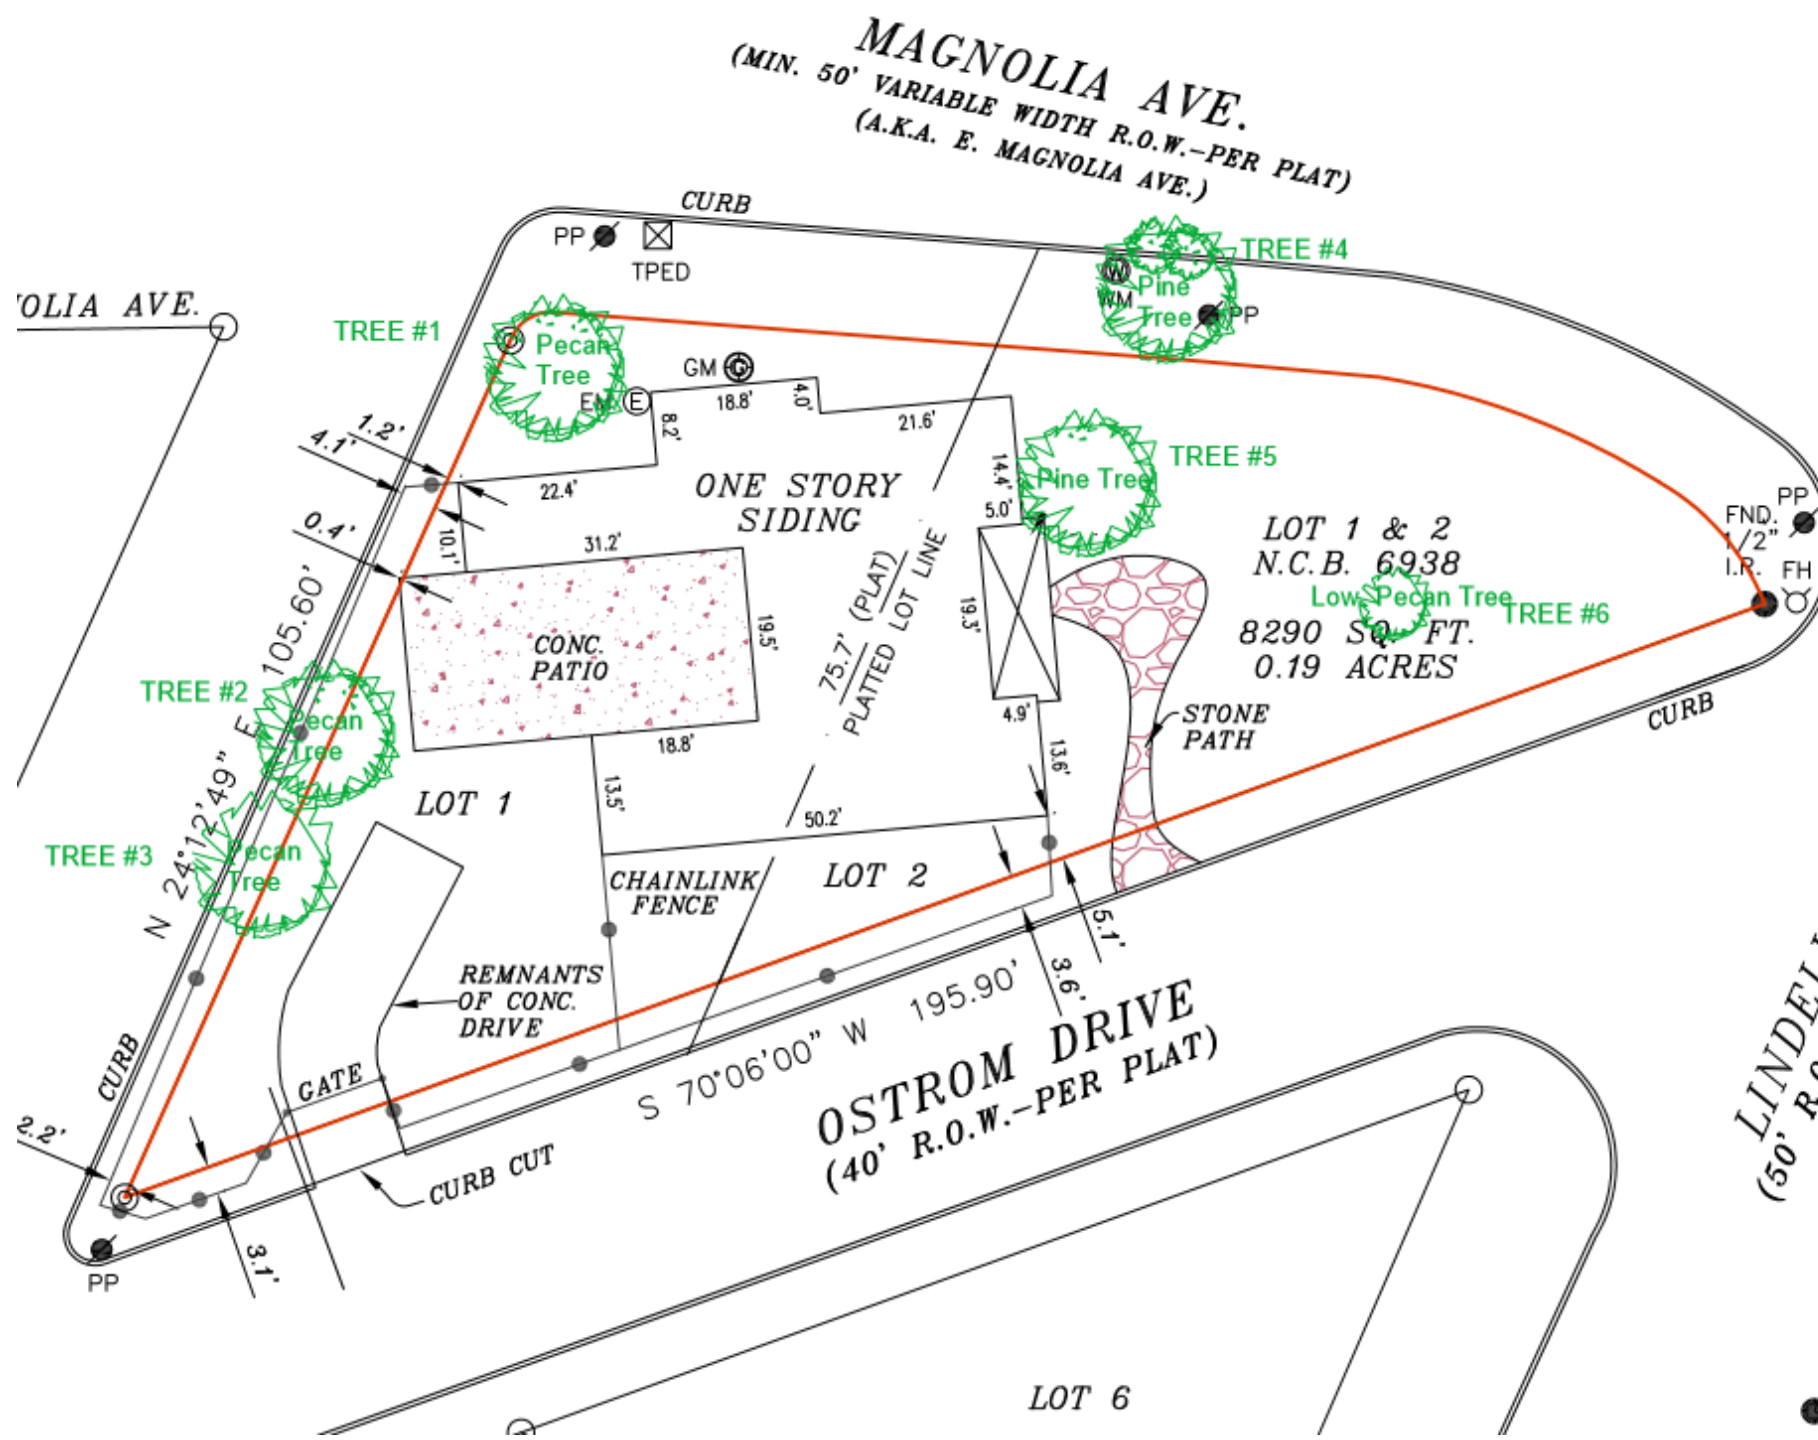 MAGNOLIA AVE.
(MIN. 50' VARIABLE WIDTH R.O.W.-PER PLAT)
(A.K.A. E. MAGNOLIA AVE.)
CURB
PP
TPED
TREE #4
W
WM
Pine
Tree
PP
OLIA AVE.
TREE #1
Pecan
Tree
GM
G
EM
E
18.8'
4.0'
8.2'
21.6'
1.2'
4.1'
22.4'
ONE STORY
SIDING
14.4'
5.0'
Pine Tree
TREE #5
0.4'
10.1'
31.2'
LOT 1 & 2
N.C.B. 6938
8290 SQ. FT.
0.19 ACRES
Low Pecan Tree
TREE #6
FND.
1/2"
I.R.
PP
FH
CONC.
PATIO
19.5'
75.7' (PLAT)
PLATTED LOT LINE
19.3'
4.9'
13.6'
STONE
PATH
CURB
TREE #2
Pecan
Tree
18.8'
13.5'
N 24°12'49" E 105.60'
LOT 1
50.2'
TREE #3
Pecan
Tree
CHAINLINK
FENCE
LOT 2
5.1'
3.6'
REMNANTS
OF CONC.
DRIVE
GATE
CURB
S 70°06'00" W 195.90'
OSTROM DRIVE
(40' R.O.W.-PER PLAT)
CURB CUT
2.2'
3.1'
PP
LINDEL
(50' R.O
LOT 6